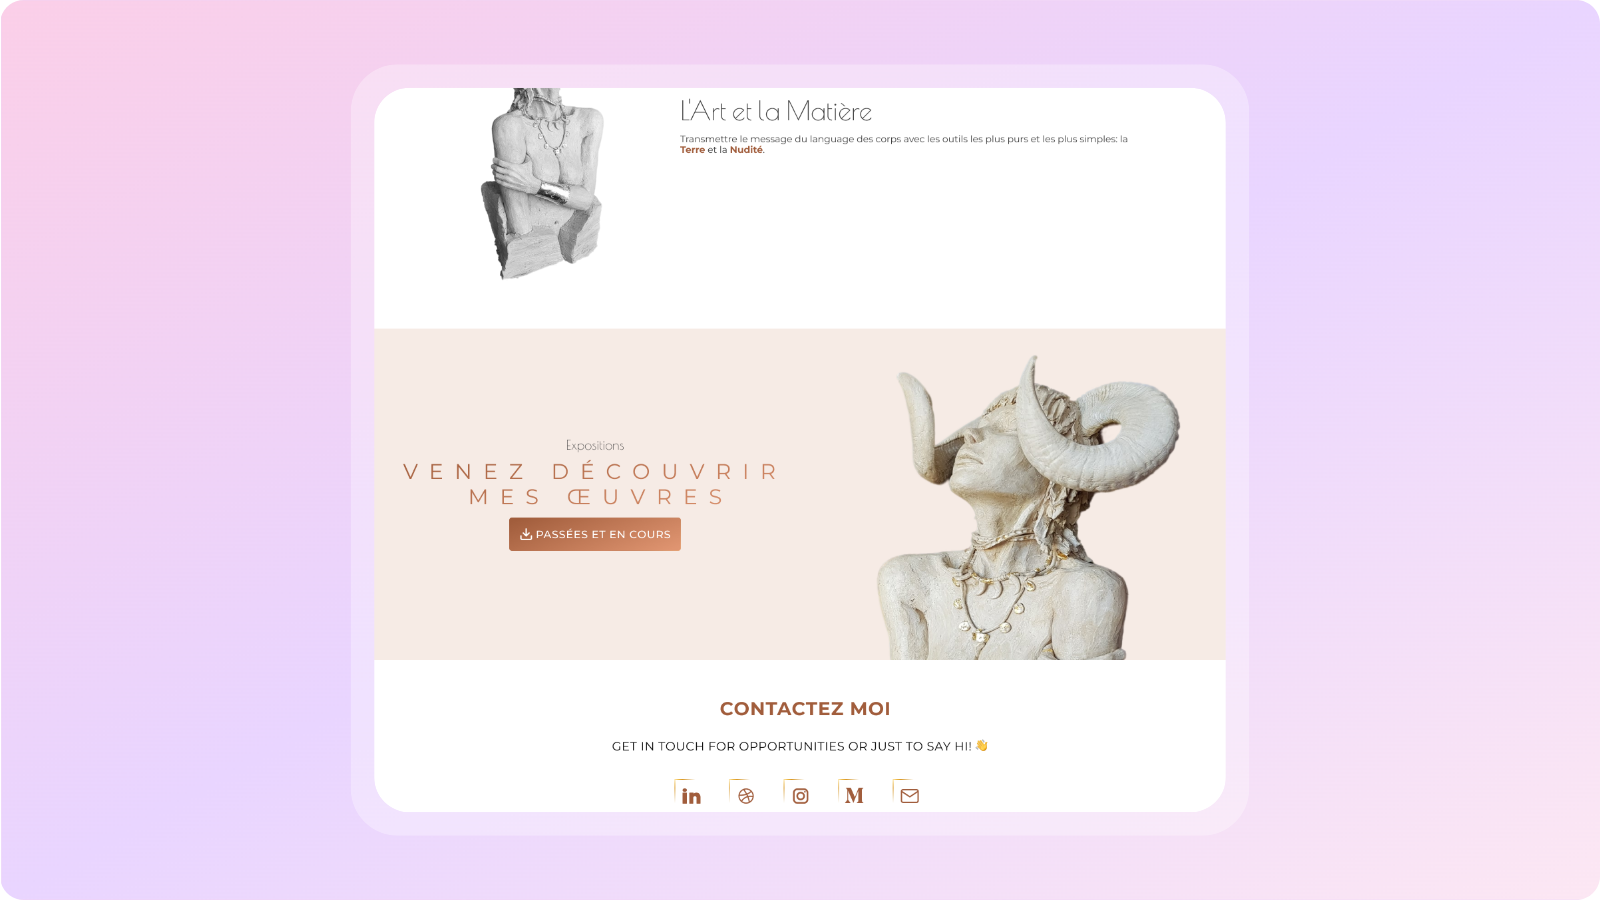 L'Art et la Matière
Transmettre le message du language des corps avec les outils les plus purs et les plus simples: la
Terre et la Nudité.
Expositions
VENEZ DÉCOUVRIR
MES ŒUVRES
PASSÉES ET EN COURS
CONTACTEZ MOI
GET IN TOUCH FOR OPPORTUNITIES OR JUST TO SAY HI! 👋
in
M